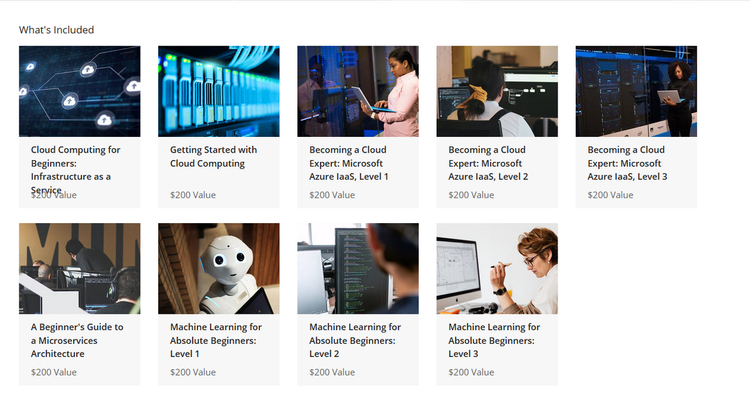 What's Included
Cloud Computing for
Beginners:
Infrastructure as a
Service
$200 Value
Getting Started with
Cloud Computing
$200 Value
Becoming a Cloud
Expert: Microsoft
Azure IaaS, Level 1
$200 Value
Becoming a Cloud
Expert: Microsoft
Azure IaaS, Level 2
$200 Value
Becoming a Cloud
Expert: Microsoft
Azure IaaS, Level 3
$200 Value
A Beginner's Guide to
a Microservices
Architecture
$200 Value
Machine Learning for
Absolute Beginners:
Level 1
$200 Value
Machine Learning for
Absolute Beginners:
Level 2
$200 Value
Machine Learning for
Absolute Beginners:
Level 3
$200 Value